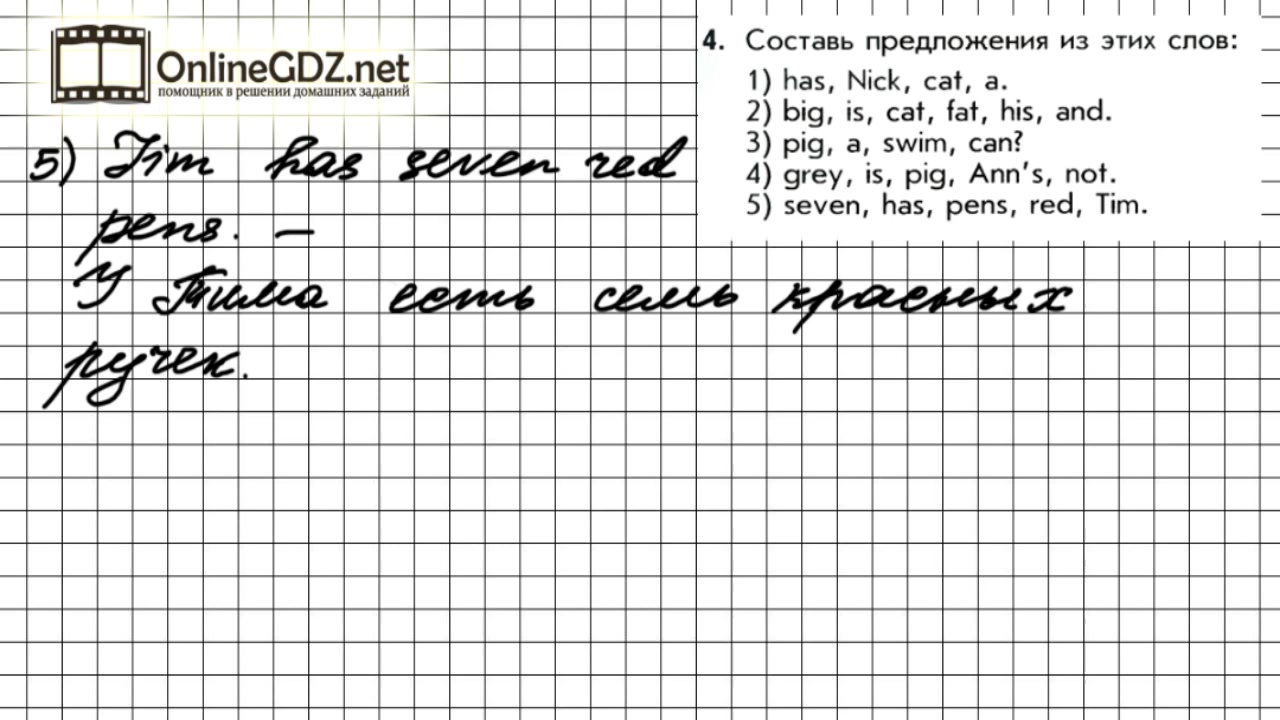 OnlineGDZ.net
помощник в решении домашних заданий
4. Составь предложения из этих слов:
1) has, Nick, cat, a.
2) big, is, cat, fat, his, and.
3) pig, a, swim, can?
4) grey, is, pig, Ann's, not.
5) seven, has, pens, red, Tim.
5) Tim has seven red
pens. —
У Тима есть семь красных
ручек.